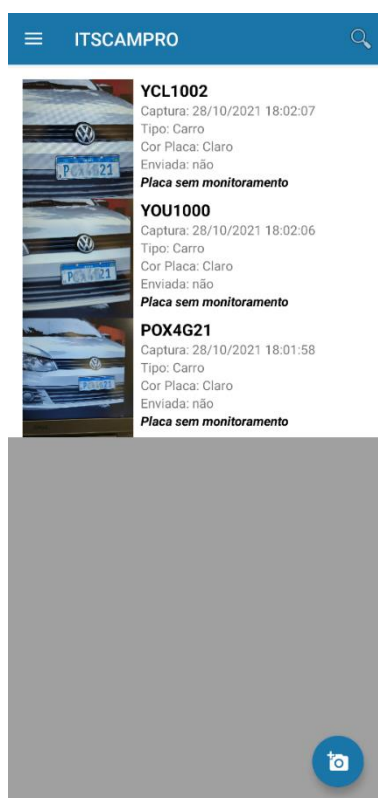 ITSCAMPRO
YCL1002
Captura: 28/10/2021 18:02:07
Tipo: Carro
Cor Placa: Claro
Enviada: não
Placa sem monitoramento
YOU1000
Captura: 28/10/2021 18:02:06
Tipo: Carro
Cor Placa: Claro
Enviada: não
Placa sem monitoramento
POX4G21
Captura: 28/10/2021 18:01:58
Tipo: Carro
Cor Placa: Claro
Enviada: não
Placa sem monitoramento